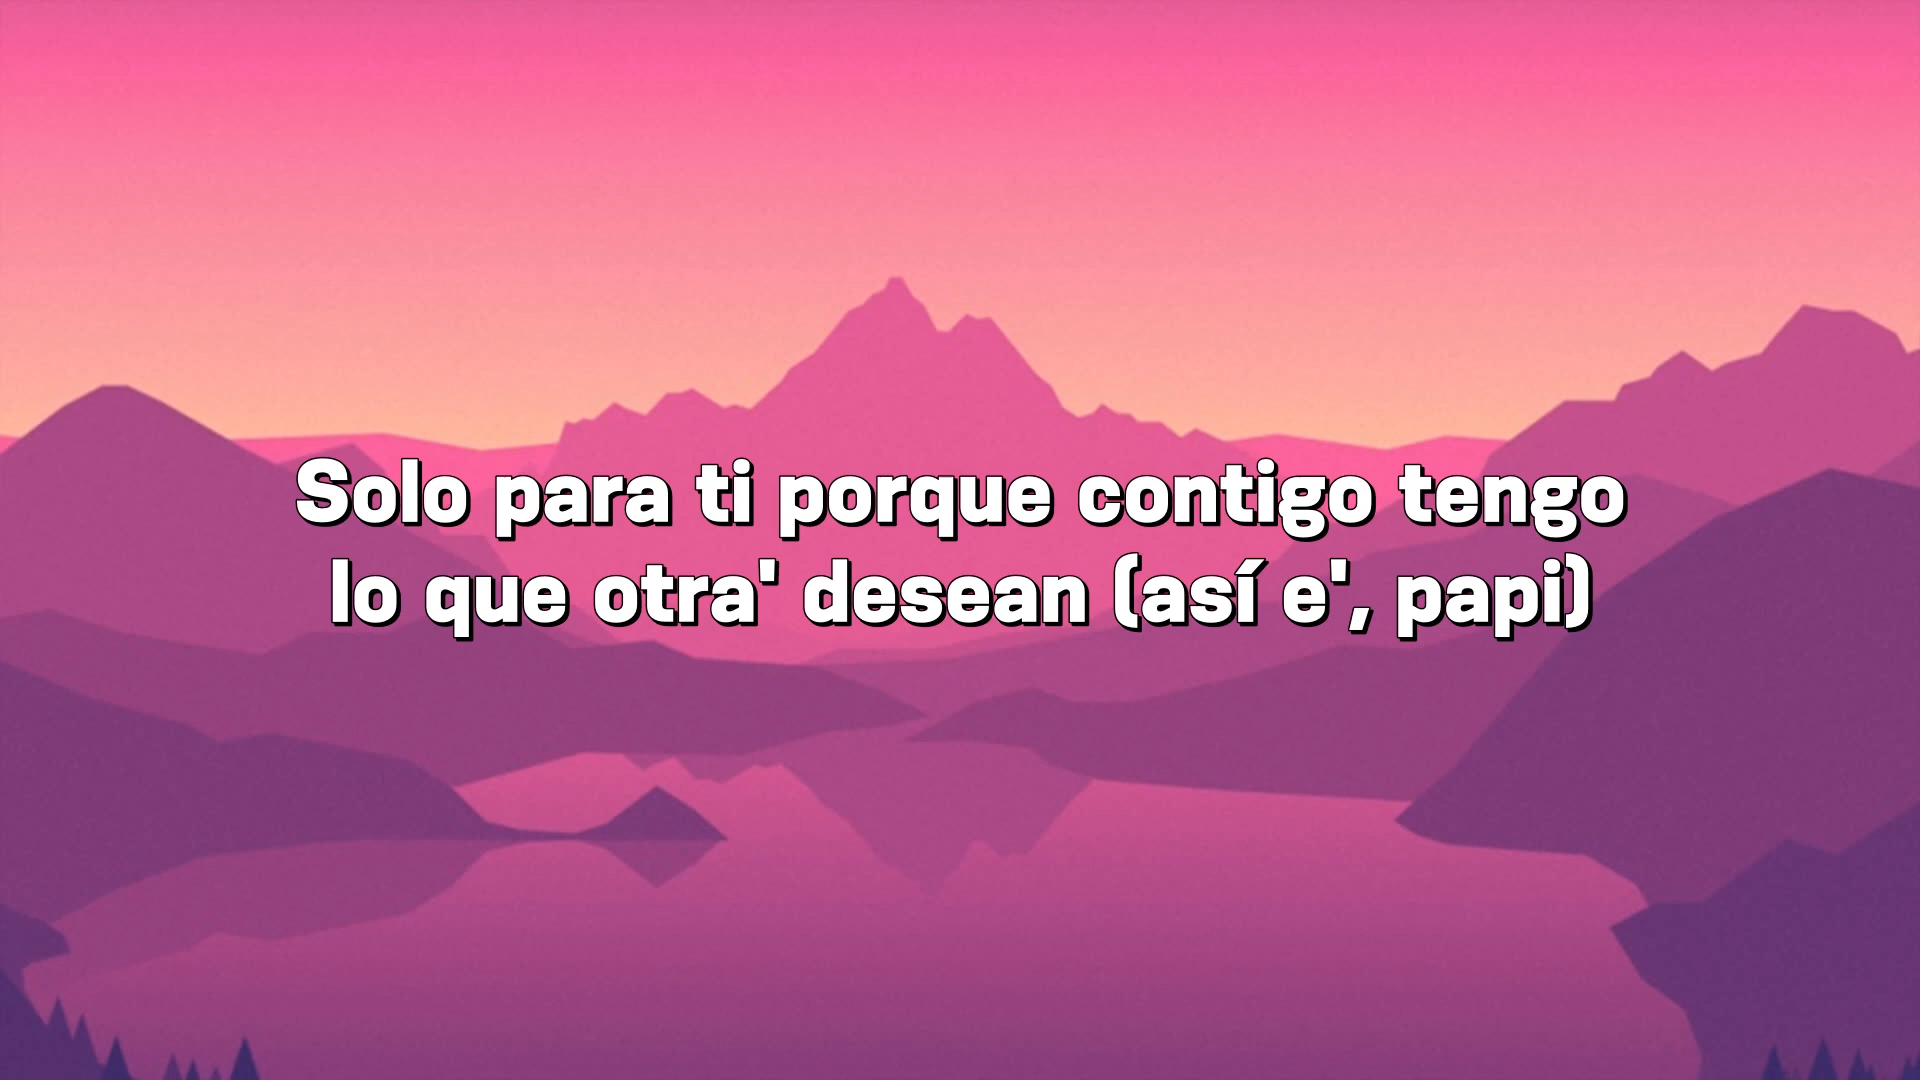 Solo para ti porque contigo tengo
lo que otra' desean (así e', papi)